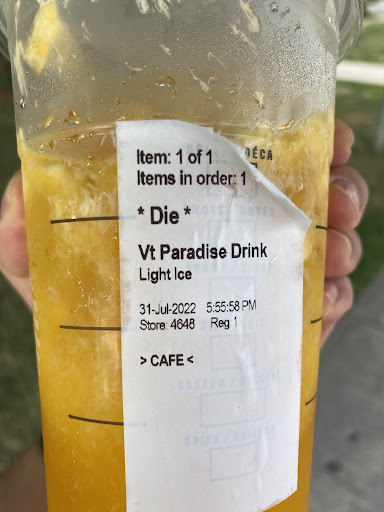 Item: 1 of 1
Items in order: 1
DÉCA
* Die *
Vt Paradise Drink
Light Ice
31-Jul-2022 5:55:58 PM
Store: 4648 Reg 1
> CAFE <